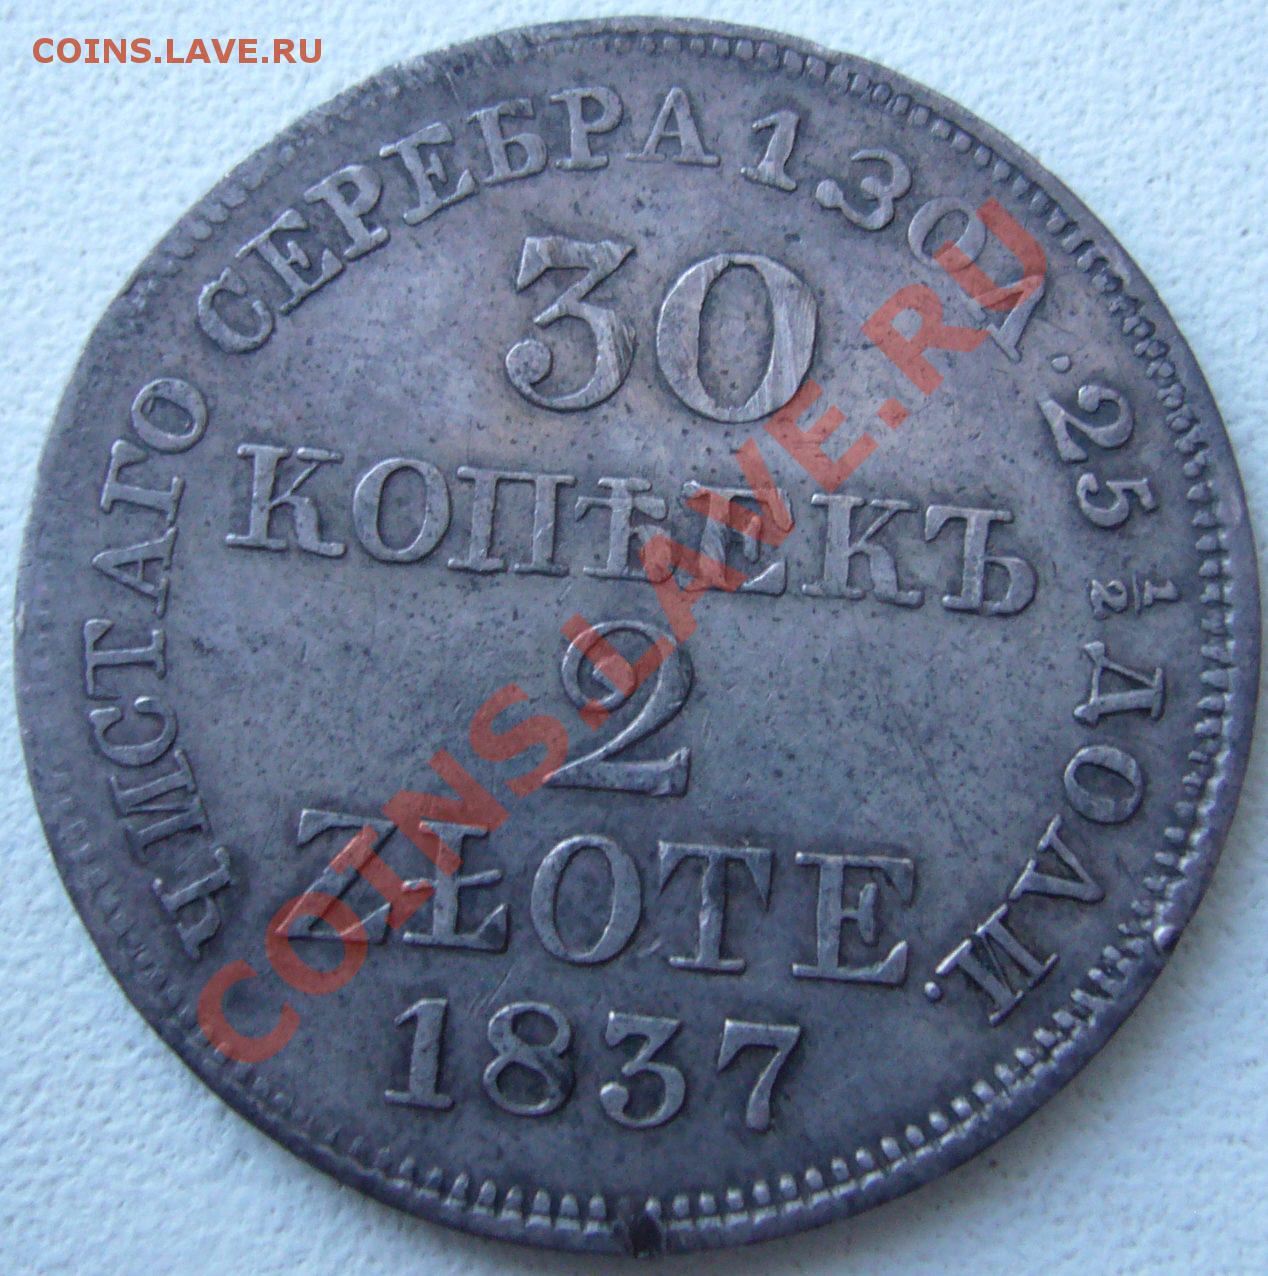 COINS.LAVE.RU
ЧИСТАГО СЕРЕБРА 1 ЗОЛ. 25 1/2 ДОЛИ.
30
КОПѢЕКЪ
2
ZŁOTE
1837
COINS.LAVE.RU